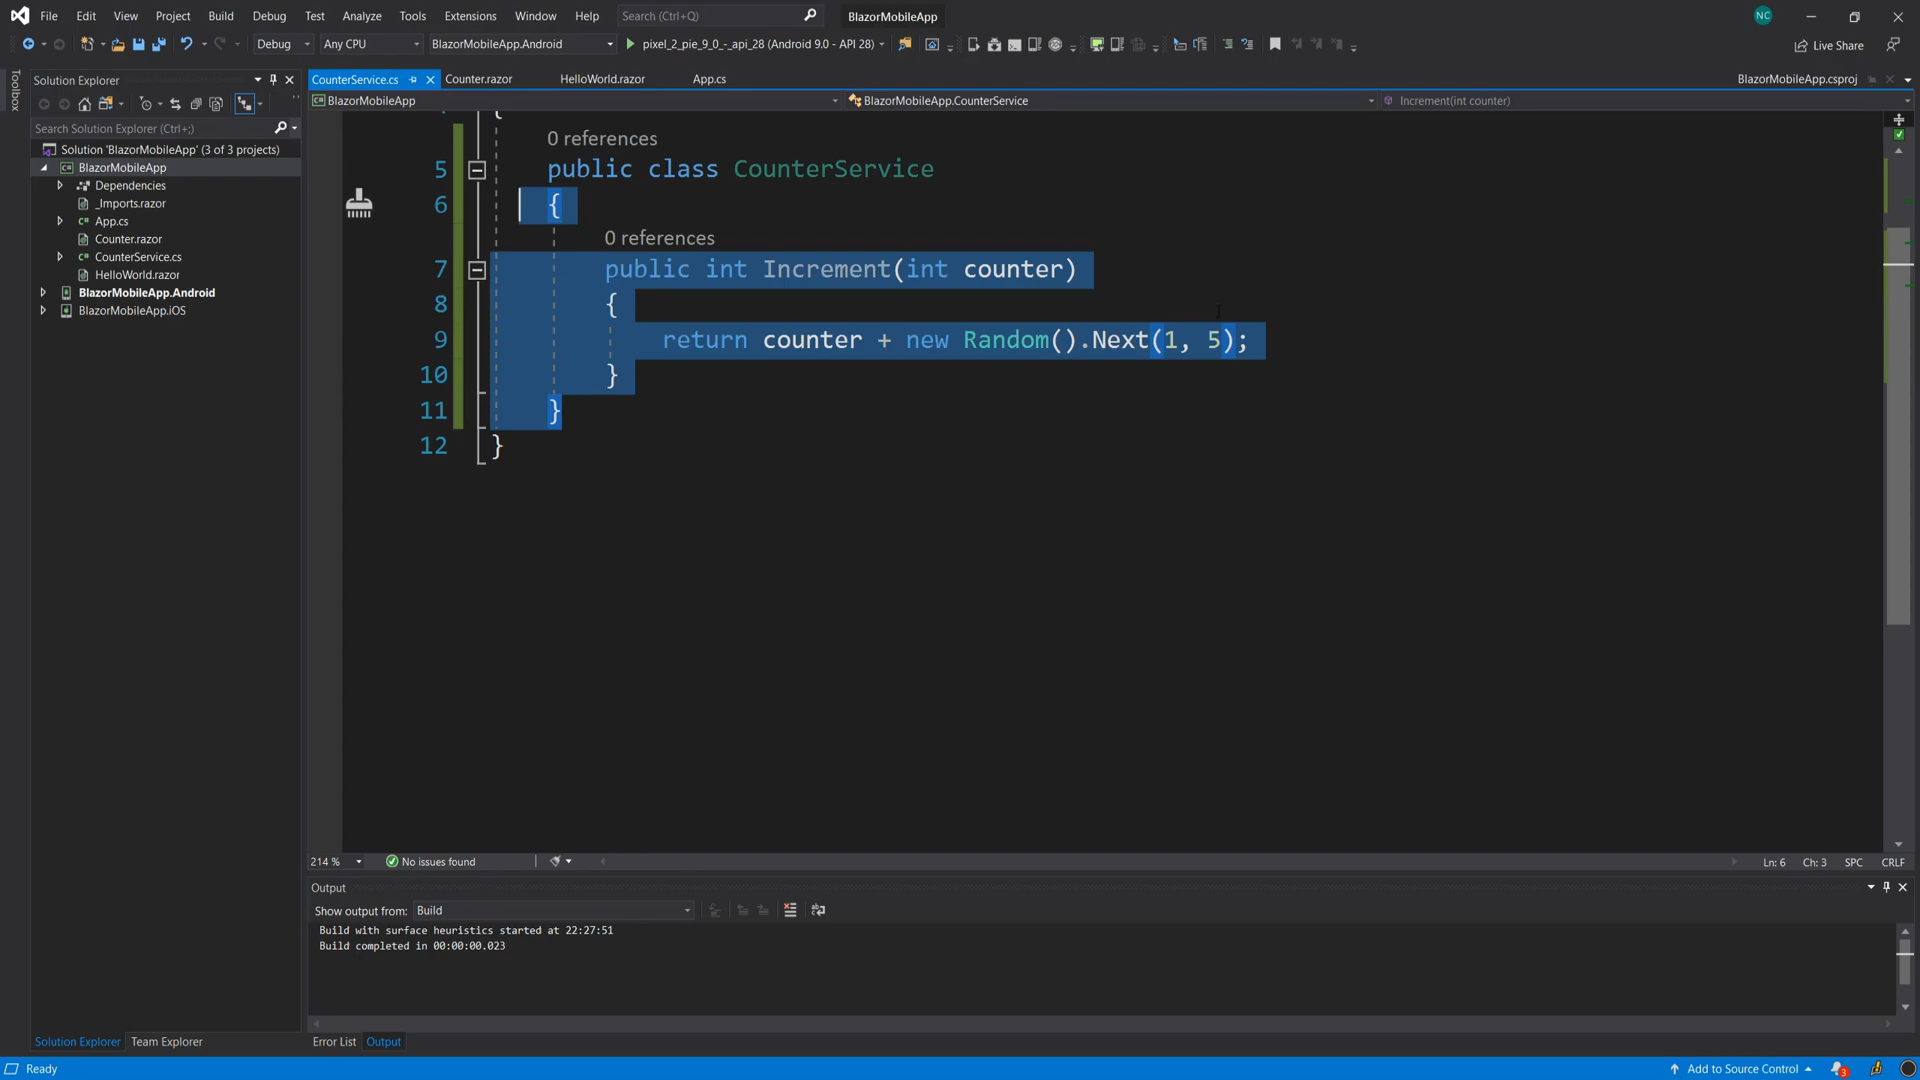 File Edit View Project Build Debug Test Analyze Tools Extensions Window Help Search (Ctrl+Q) BlazorMobileApp NC
Debug Any CPU BlazorMobileApp.Android pixel_2_pie_9_0_-_api_28 (Android 9.0 - API 28) Live Share
Toolbox
Solution Explorer
CounterService.cs Counter.razor HelloWorld.razor App.cs BlazorMobileApp.csproj
BlazorMobileApp BlazorMobileApp.CounterService Increment(int counter)
Search Solution Explorer (Ctrl+;)
Solution 'BlazorMobileApp' (3 of 3 projects)
BlazorMobileApp
Dependencies
_Imports.razor
App.cs
Counter.razor
CounterService.cs
HelloWorld.razor
BlazorMobileApp.Android
BlazorMobileApp.iOS
0 references
5 public class CounterService
6 {
0 references
7 public int Increment(int counter)
8 {
9 return counter + new Random().Next(1, 5);
10 }
11 }
12 }
214 % No issues found Ln: 6 Ch: 3 SPC CRLF
Output
Show output from: Build
Build with surface heuristics started at 22:27:51
Build completed in 00:00:00.023
Solution Explorer Team Explorer Error List Output
Ready Add to Source Control 3